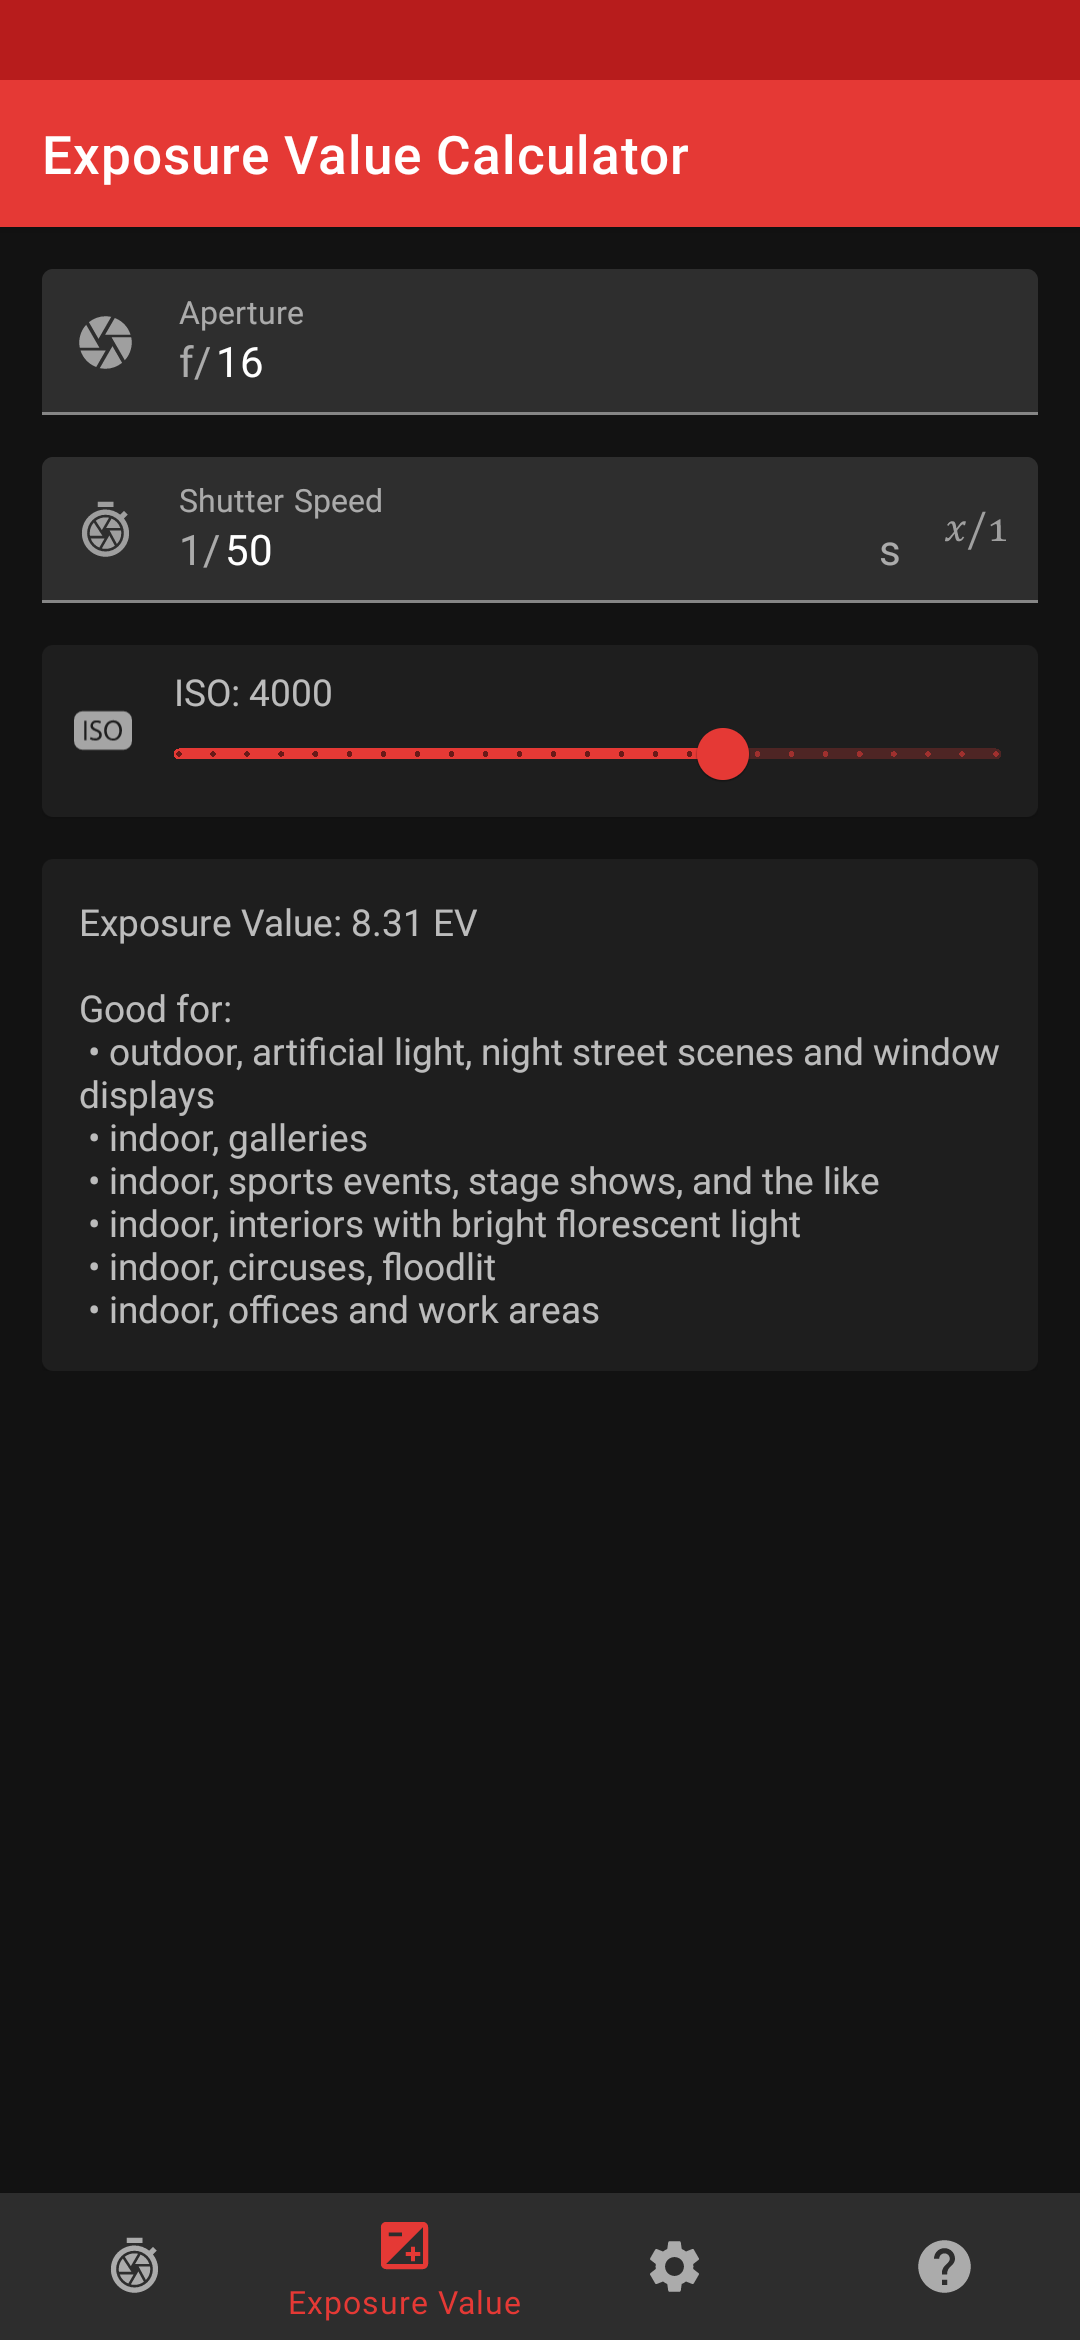 Exposure Value Calculator
Aperture
f/16
Shutter Speed
1/50 s x/1
ISO: 4000
ISO
Exposure Value: 8.31 EV
Good for:
• outdoor, artificial light, night street scenes and window
displays
• indoor, galleries
• indoor, sports events, stage shows, and the like
• indoor, interiors with bright florescent light
• indoor, circuses, floodlit
• indoor, offices and work areas
Exposure Value